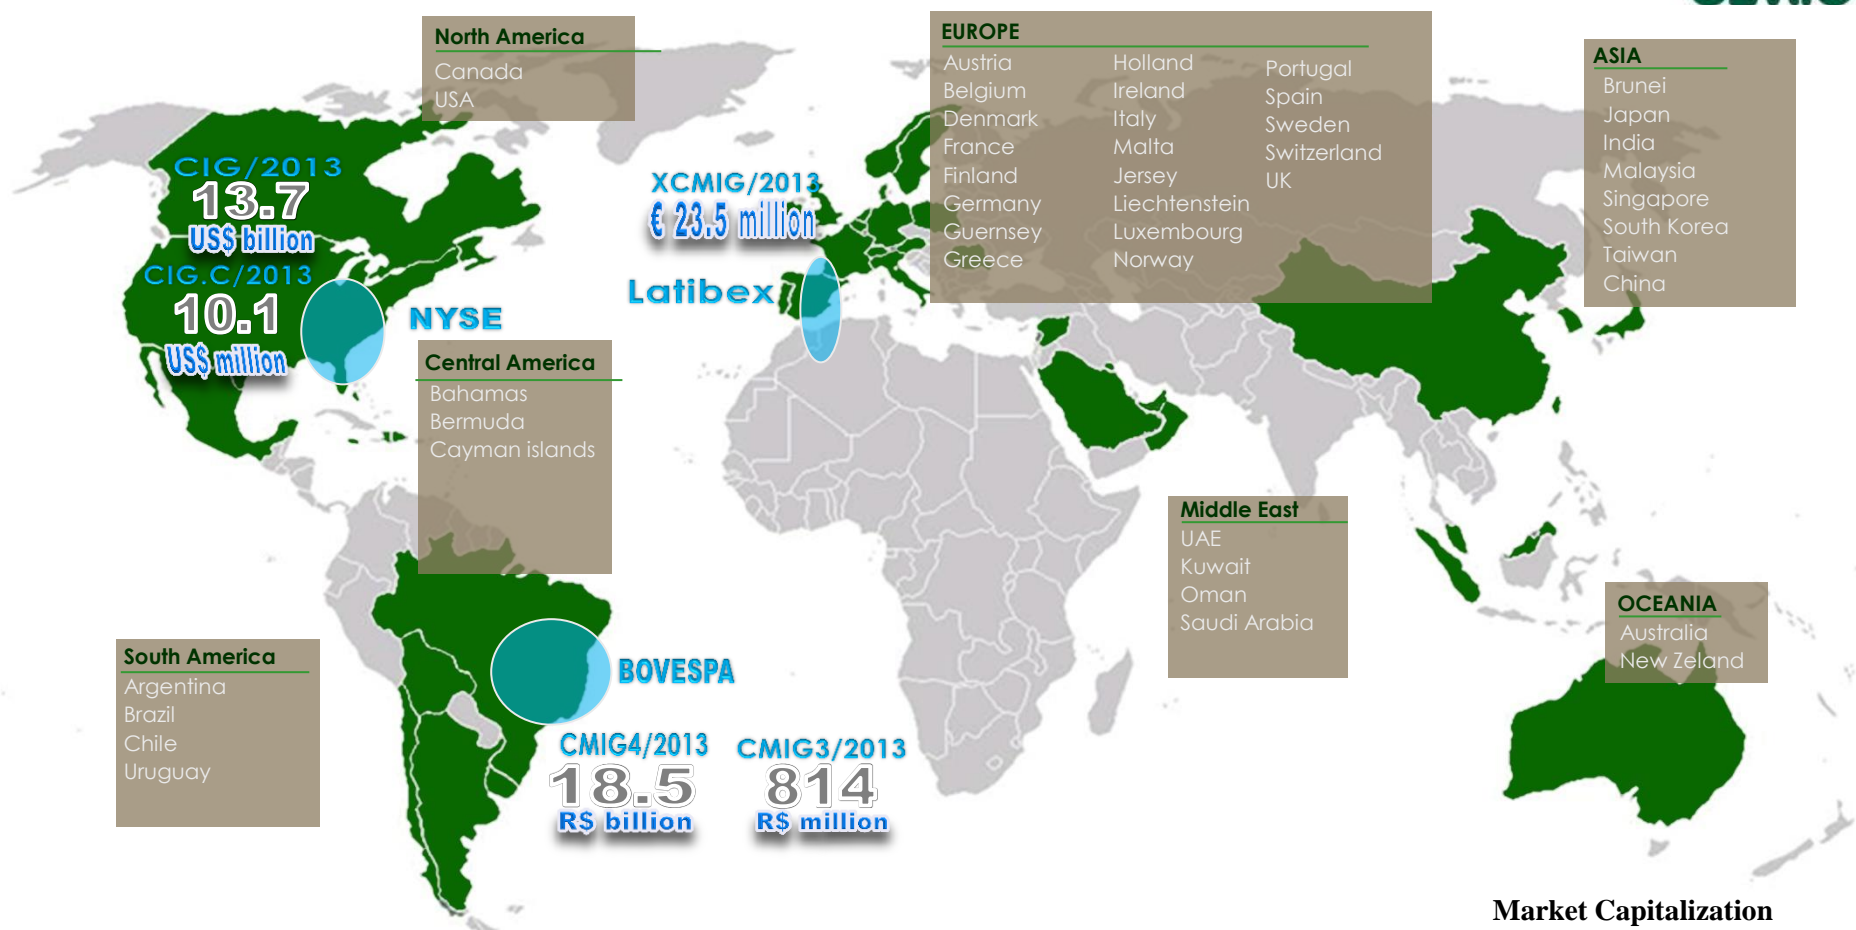 North America
Canada
USA
EUROPE
Austria
Belgium
Denmark
France
Finland
Germany
Guernsey
Greece
Holland
Ireland
Italy
Malta
Jersey
Liechtenstein
Luxembourg
Norway
Portugal
Spain
Sweden
Switzerland
UK
ASIA
Brunei
Japan
India
Malaysia
Singapore
South Korea
Taiwan
China
CIG/2013
13.7
US$ billion
CIG.C/2013
10.1
US$ million
NYSE
XCMIG/2013
€ 23.5 million
Latibex
Central America
Bahamas
Bermuda
Cayman islands
Middle East
UAE
Kuwait
Oman
Saudi Arabia
OCEANIA
Australia
New Zeland
South America
Argentina
Brazil
Chile
Uruguay
BOVESPA
CMIG4/2013
18.5
R$ billion
CMIG3/2013
814
R$ million
Market Capitalization